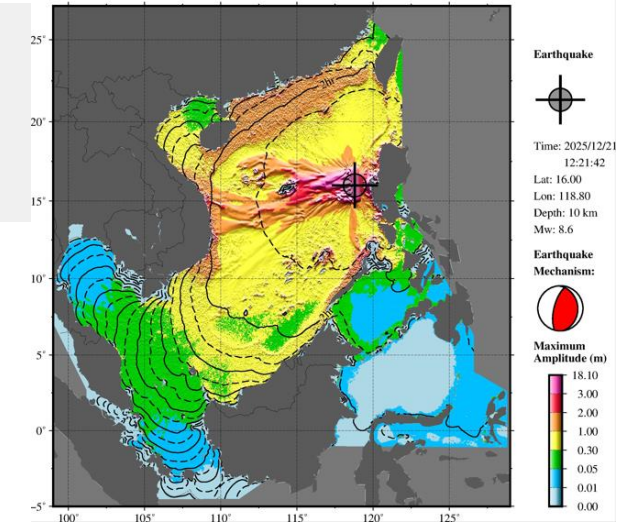 25°
20°
15°
10°
5°
0°
−5°
100°
105°
110°
115°
120°
125°
2hr
Earthquake
Time: 2025/12/21
12:21:42
Lat: 16.00
Lon: 118.80
Depth: 10 km
Mw: 8.6
Earthquake
Mechanism:
Maximum
Amplitude (m)
18.10
3.00
2.00
1.00
0.30
0.05
0.01
0.00